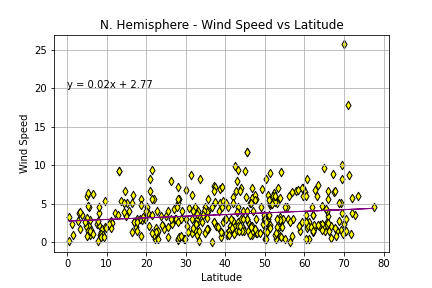 N. Hemisphere - Wind Speed vs Latitude
25
y = 0.02x + 2.77
20
15
10
5
0
Wind Speed
0 10 20 30 40 50 60 70 80
Latitude